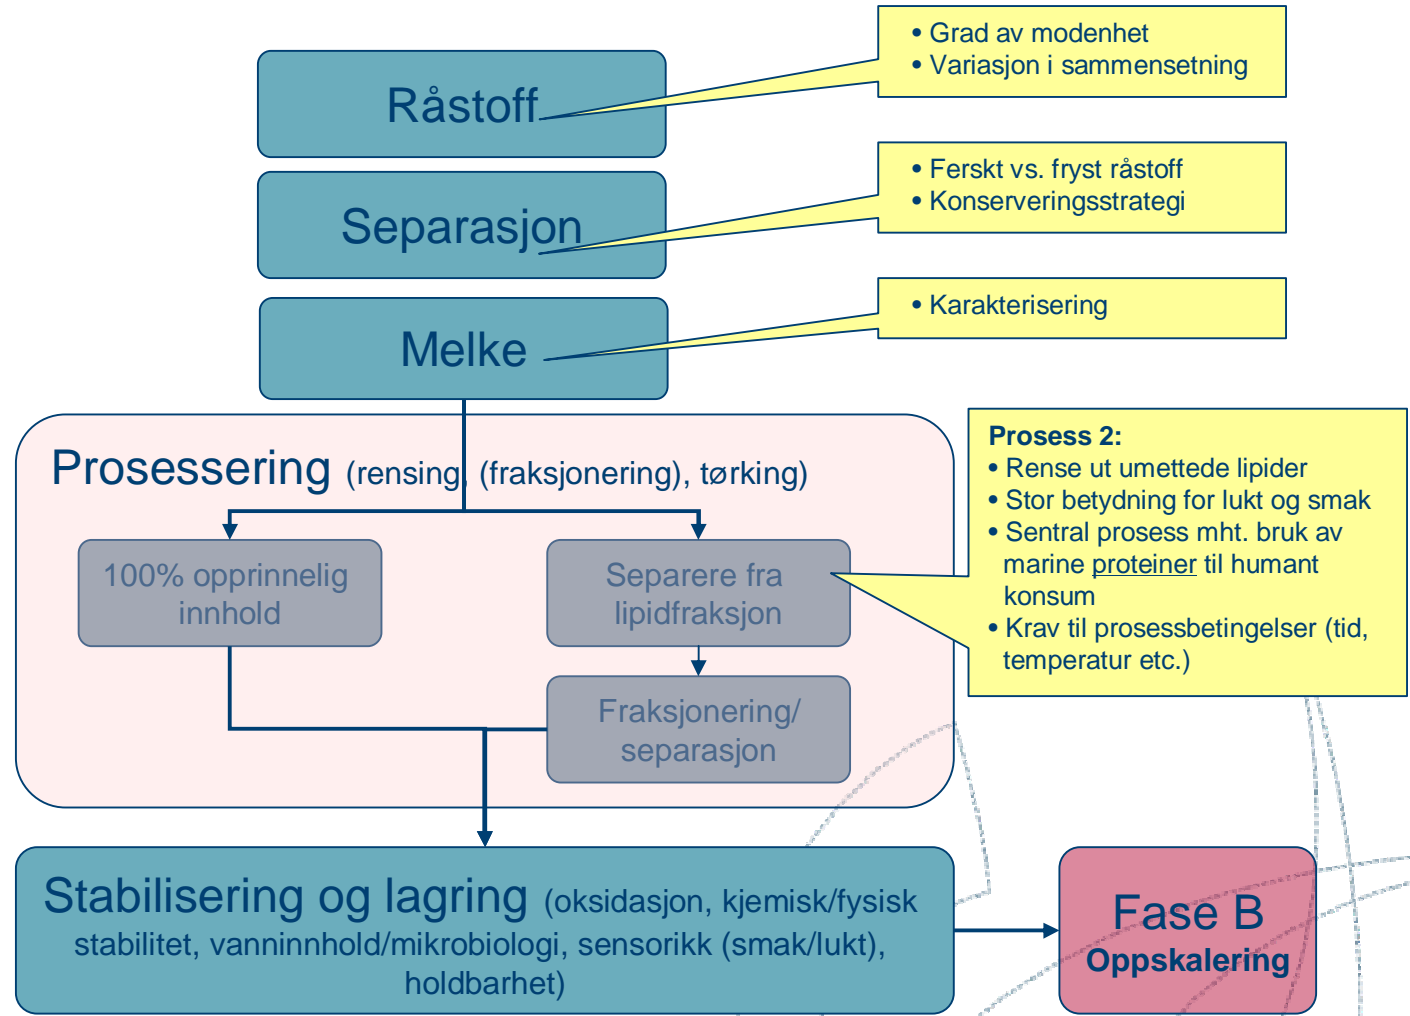 Råstoff
• Grad av modenhet
• Variasjon i sammensetning
Separasjon
• Ferskt vs. fryst råstoff
• Konserveringsstrategi
Melke
• Karakterisering
Prosessering (rensing, (fraksjonering), tørking)
100% opprinnelig
innhold
Separere fra
lipidfraksjon
Fraksjonering/
separasjon
Prosess 2:
• Rense ut umettede lipider
• Stor betydning for lukt og smak
• Sentral prosess mht. bruk av
marine proteiner til humant
konsum
• Krav til prosessbetingelser (tid,
temperatur etc.)
Stabilisering og lagring (oksidasjon, kjemisk/fysisk
stabilitet, vanninnhold/mikrobiologi, sensorikk (smak/lukt),
holdbarhet)
Fase B
Oppskalering